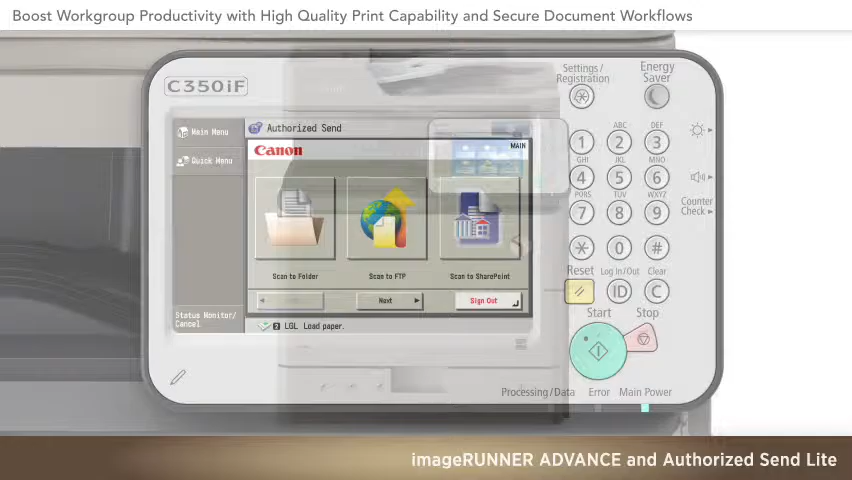 Boost Workgroup Productivity with High Quality Print Capability and Secure Document Workflows
C350iF
Settings/
Registration
Energy
Saver
Main Menu
Authorized Send
Quick Menu
Canon
MAIN
Scan to Folder
Scan to FTP
Scan to SharePoint
Next
Sign Out
Status Monitor/
Cancel
2 LGL Load paper.
ABC
DEF
1
2
3
GHI
JKL
MNO
4
5
6
PQRS
TUV
WXYZ
7
8
9
Counter
Check
0
#
Reset
Log In/Out
Clear
ID
C
Start
Stop
Processing/Data
Error
Main Power
imageRUNNER ADVANCE and Authorized Send Lite